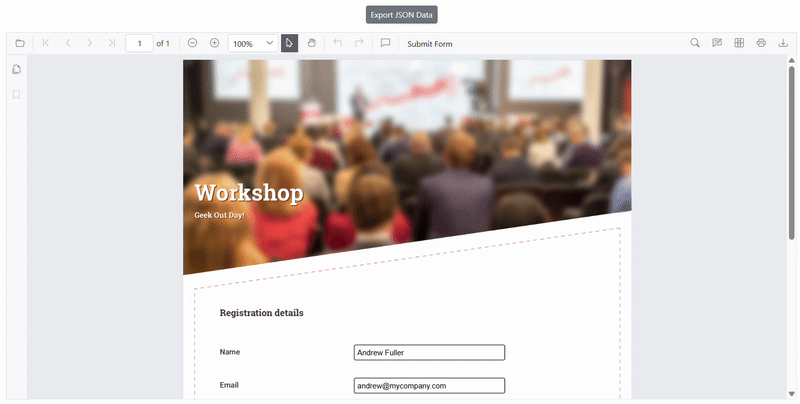 Export JSON Data
1 of 1
100%
Submit Form
Workshop
Geek Out Day!
Registration details
Name Andrew Fuller
Email andrew@mycompany.com